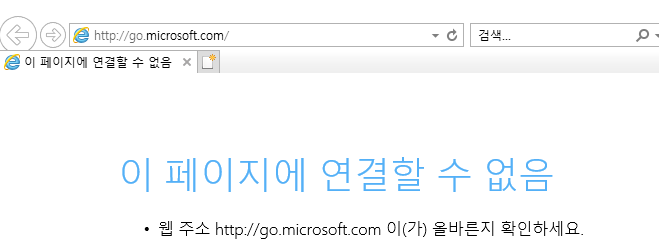 http://go.microsoft.com/
검색...
이 페이지에 연결할 수 없음
이 페이지에 연결할 수 없음
• 웹 주소 http://go.microsoft.com 이(가) 올바른지 확인하세요.